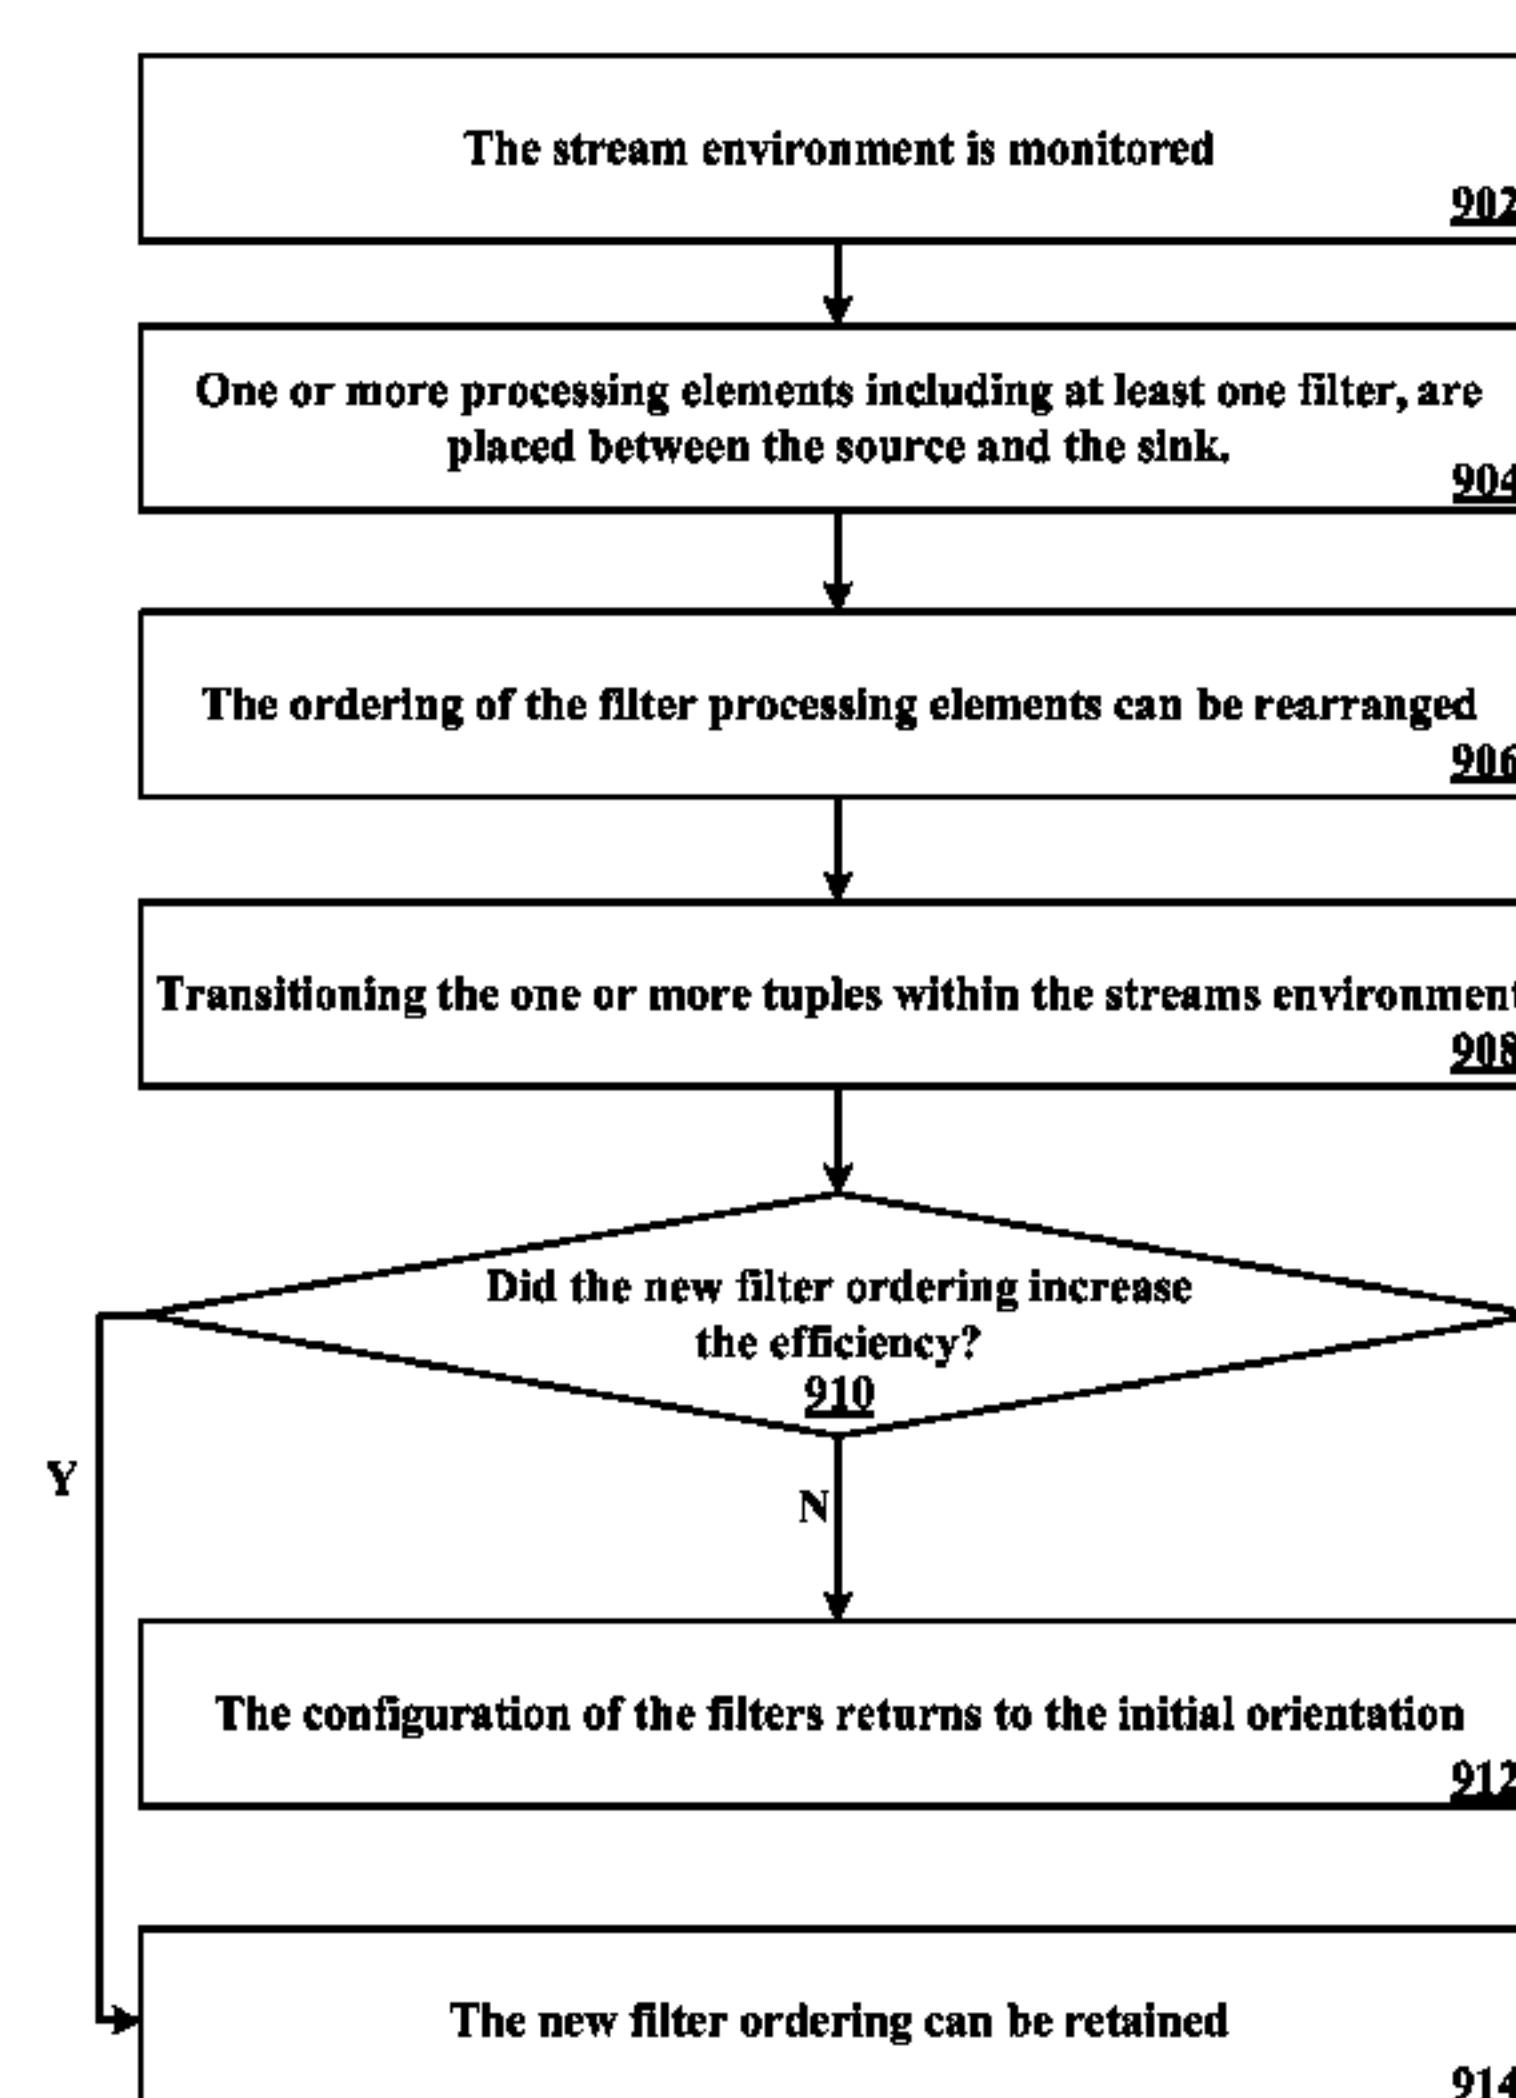 The stream environment is monitored
902
One or more processing elements including at least one filter, are
placed between the source and the sink.
904
The ordering of the filter processing elements can be rearranged
906
Transitioning the one or more tuples within the streams environment
908
Did the new filter ordering increase
the efficiency?
910
Y
N
The configuration of the filters returns to the initial orientation
912
The new filter ordering can be retained
914